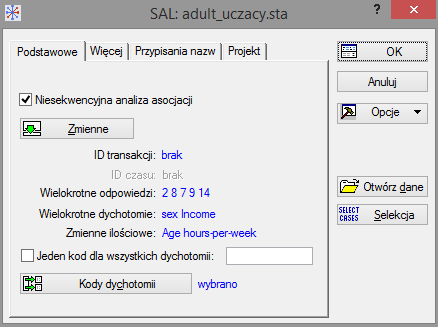 SAL: adult_uczacy.sta
?
Podstawowe Więcej Przypisania nazw Projekt
Niesekwencyjna analiza asocjacji
Zmienne
ID transakcji: brak
ID czasu: brak
Wielokrotne odpowiedzi: 2 8 7 9 14
Wielokrotne dychotomie: sex Income
Zmienne ilościowe: Age hours-per-week
Jeden kod dla wszystkich dychotomii:
Kody dychotomii wybrano
OK
Anuluj
Opcje
Otwórz dane
SELECT CASES Selekcja